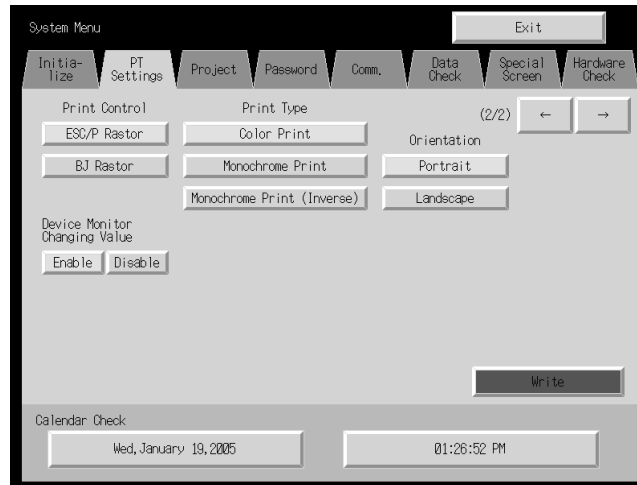 System Menu
Exit
Initia-
lize
PT
Settings
Project
Password
Comm.
Data
Check
Special
Screen
Hardware
Check
Print Control
Print Type
(2/2)
←
→
ESC/P Rastor
Color Print
Orientation
BJ Rastor
Monochrome Print
Portrait
Monochrome Print (Inverse)
Landscape
Device Monitor
Changing Value
Enable
Disable
Write
Calendar Check
Wed,January 19,2005
01:26:52 PM